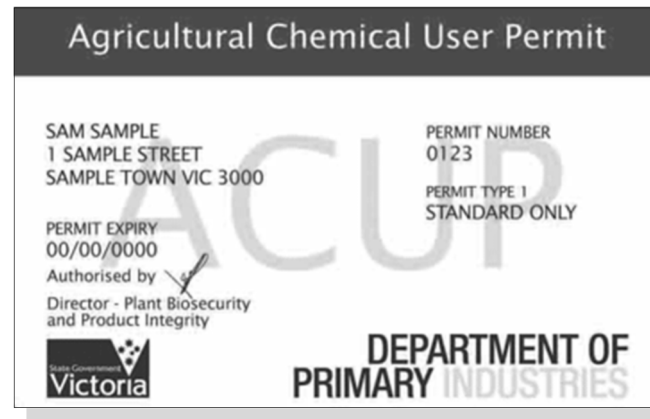 Agricultural Chemical User Permit
ACUP
SAM SAMPLE
1 SAMPLE STREET
SAMPLE TOWN VIC 3000
PERMIT EXPIRY
00/00/0000
Authorised by
Director - Plant Biosecurity
and Product Integrity
State Government
Victoria
PERMIT NUMBER
0123
PERMIT TYPE 1
STANDARD ONLY
DEPARTMENT OF
PRIMARY INDUSTRIES